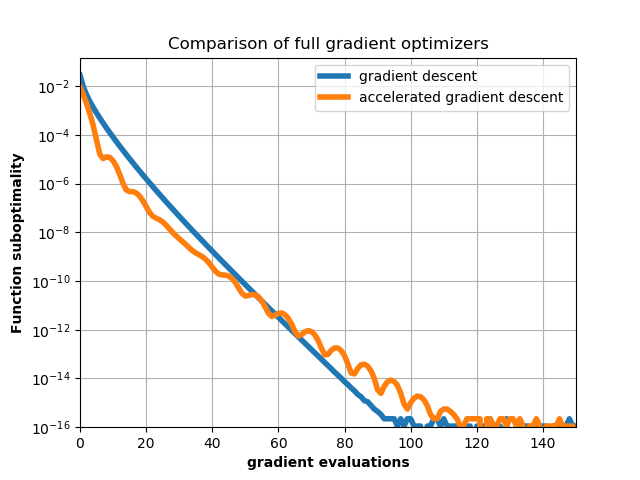 Comparison of full gradient optimizers
gradient descent
accelerated gradient descent
Function suboptimality
10⁻²
10⁻⁴
10⁻⁶
10⁻⁸
10⁻¹⁰
10⁻¹²
10⁻¹⁴
10⁻¹⁶
0 20 40 60 80 100 120 140
gradient evaluations